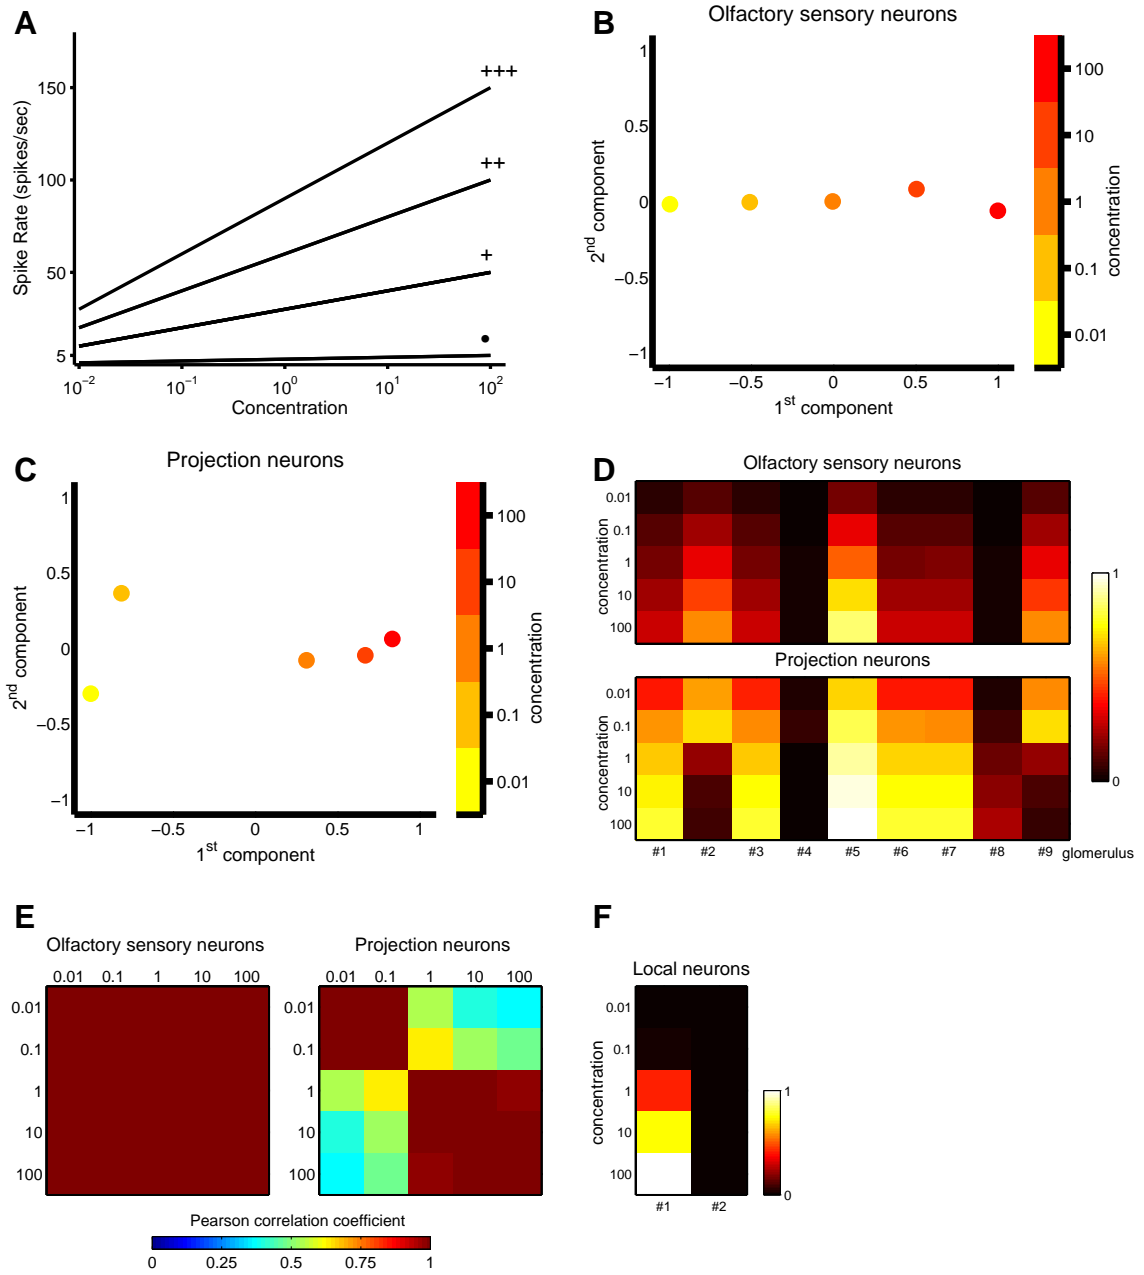 A
Spike Rate (spikes/sec)
150
100
50
5
+++
++
+
10⁻² 10⁻¹ 10⁰ 10¹ 10²
Concentration
B
Olfactory sensory neurons
2nd component
1
0.5
0
−0.5
−1
−1 −0.5 0 0.5 1
1st component
100
10
1
0.1
0.01
concentration
C
Projection neurons
2nd component
1
0.5
0
−0.5
−1
−1 −0.5 0 0.5 1
1st component
100
10
1
0.1
0.01
concentration
D
Olfactory sensory neurons
concentration
0.01
0.1
1
10
100
Projection neurons
concentration
0.01
0.1
1
10
100
#1 #2 #3 #4 #5 #6 #7 #8 #9 glomerulus
1
0
E
Olfactory sensory neurons
0.01 0.1 1 10 100
0.01
0.1
1
10
100
Projection neurons
0.01 0.1 1 10 100
0.01
0.1
1
10
100
Pearson correlation coefficient
0 0.25 0.5 0.75 1
F
Local neurons
concentration
0.01
0.1
1
10
100
#1 #2
1
0